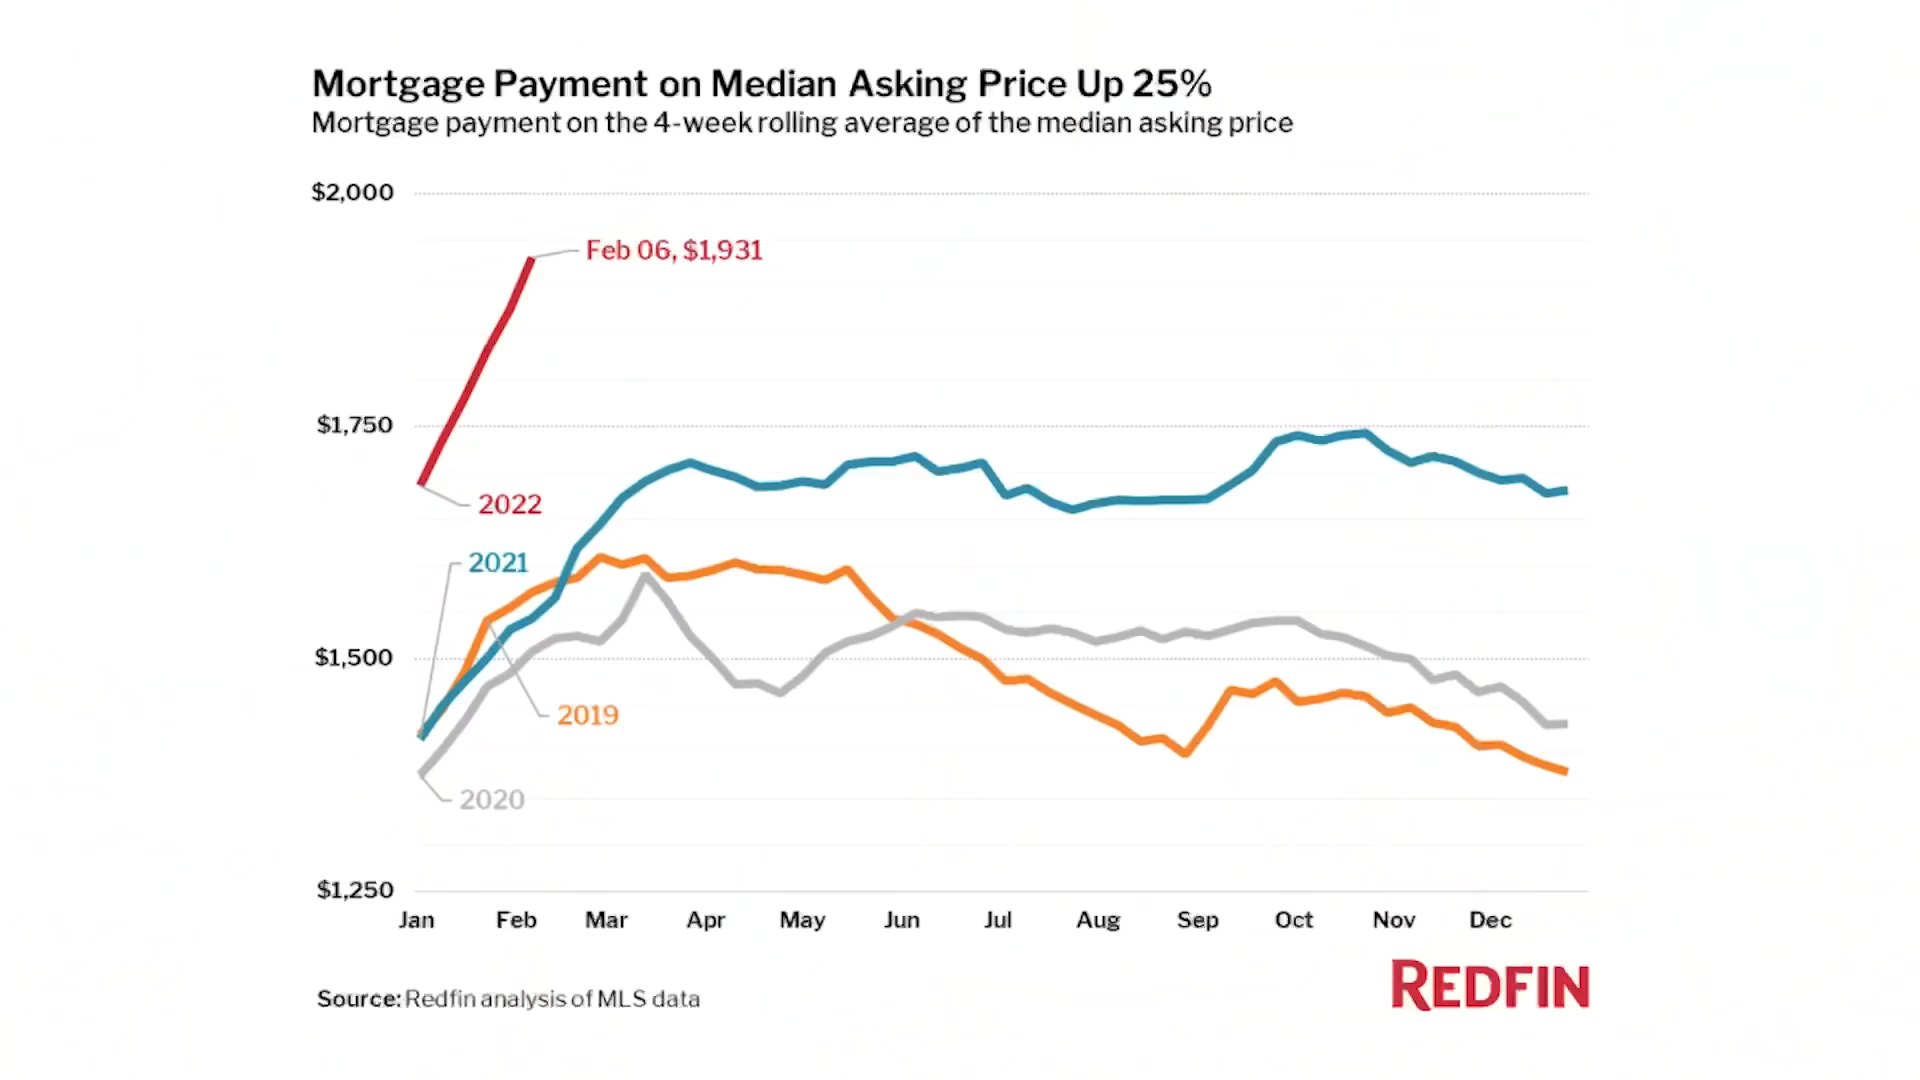 Mortgage Payment on Median Asking Price Up 25%
Mortgage payment on the 4-week rolling average of the median asking price
$2,000
Feb 06, $1,931
$1,750
2022
2021
$1,500
2019
2020
$1,250
Jan Feb Mar Apr May Jun Jul Aug Sep Oct Nov Dec
Source: Redfin analysis of MLS data
REDFIN